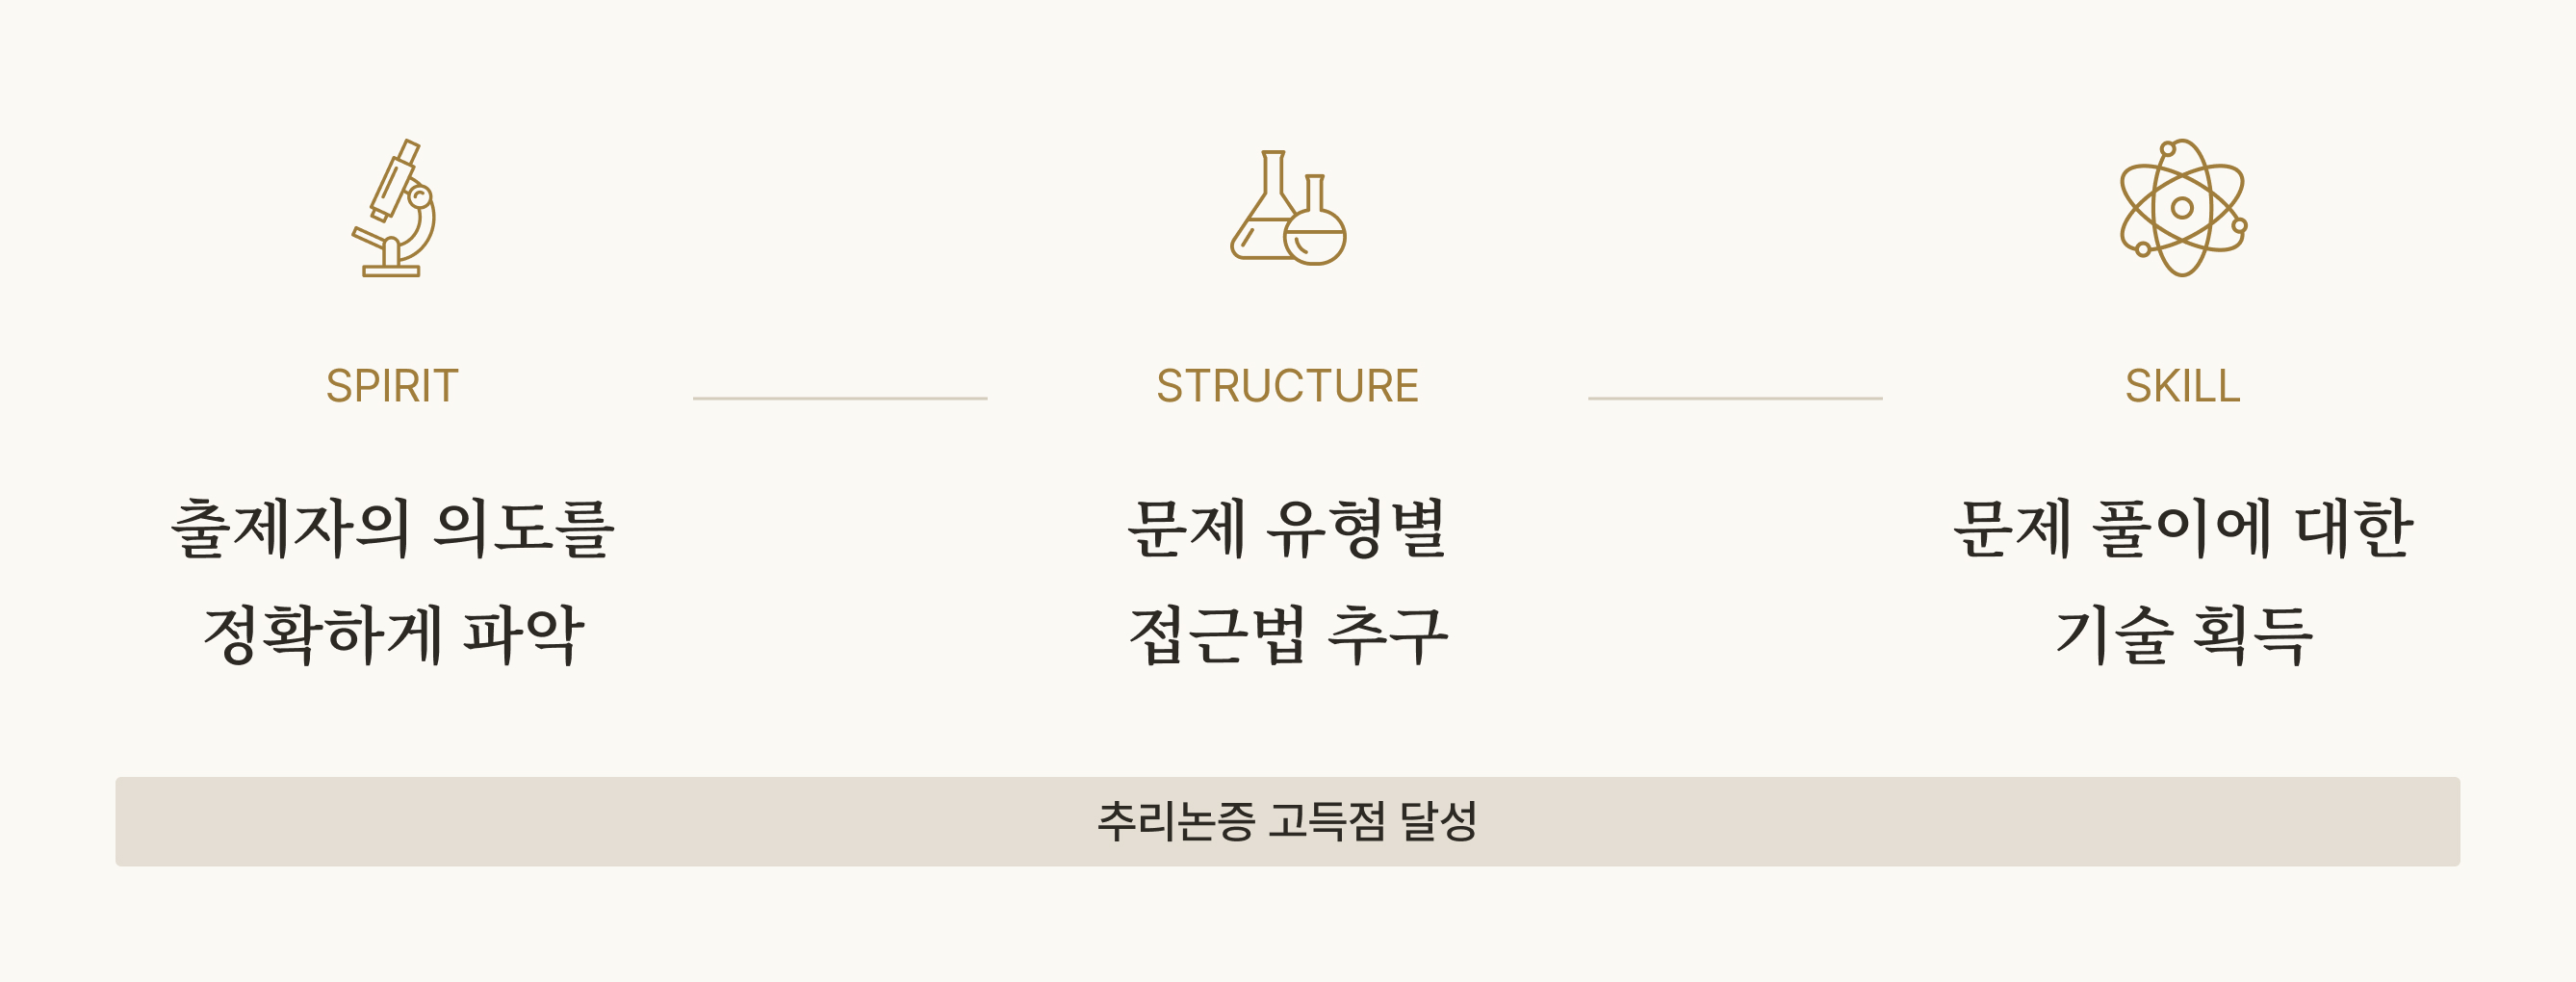 SPIRIT
출제자의 의도를
정확하게 파악
STRUCTURE
문제 유형별
접근법 추구
SKILL
문제 풀이에 대한
기술 획득
추리논증 고득점 달성